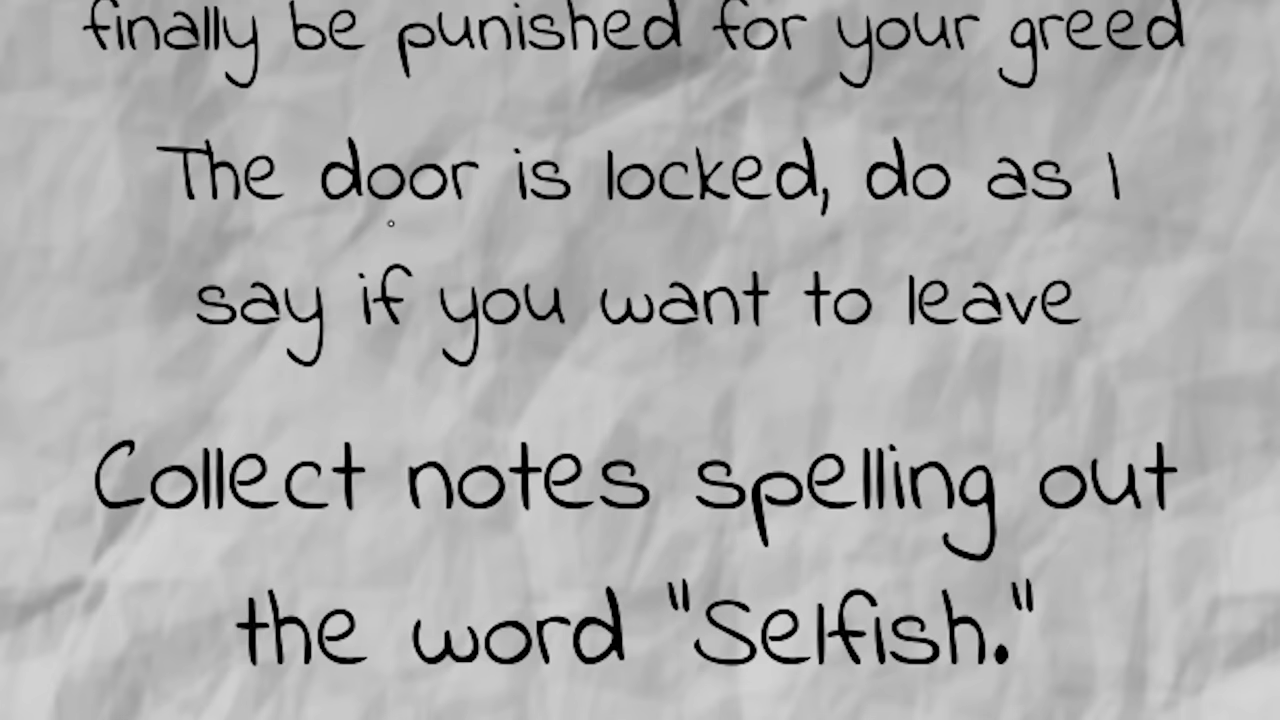 finally be punished for your greed
The door is locked, do as I
say if you want to leave
Collect notes spelling out
the word "Selfish."